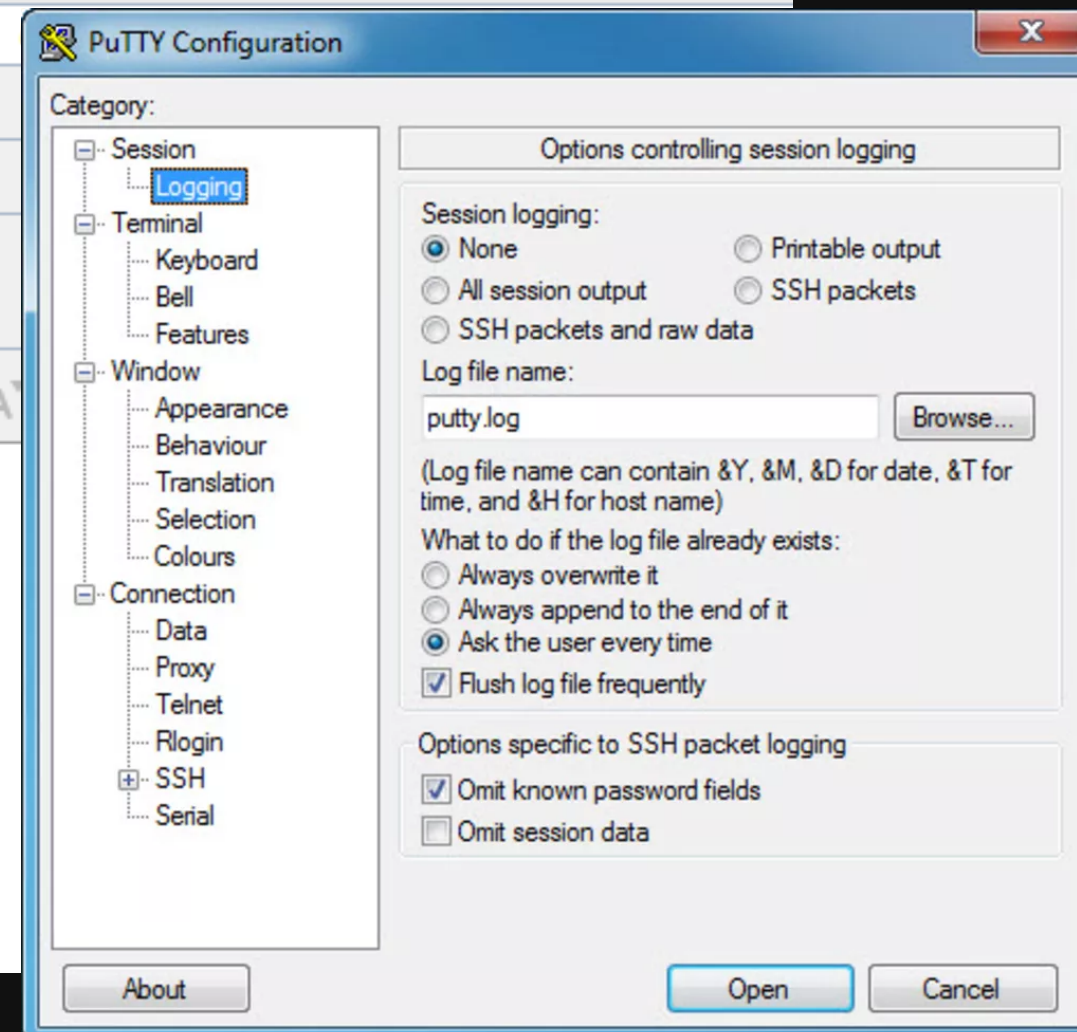 PuTTY Configuration
Category:
Session
Logging
Terminal
Keyboard
Bell
Features
Window
Appearance
Behaviour
Translation
Selection
Colours
Connection
Data
Proxy
Telnet
Rlogin
SSH
Serial
Options controlling session logging
Session logging:
None
Printable output
All session output
SSH packets
SSH packets and raw data
Log file name:
putty.log
Browse...
(Log file name can contain &Y, &M, &D for date, &T for
time, and &H for host name)
What to do if the log file already exists:
Always overwrite it
Always append to the end of it
Ask the user every time
Flush log file frequently
Options specific to SSH packet logging
Omit known password fields
Omit session data
About
Open
Cancel